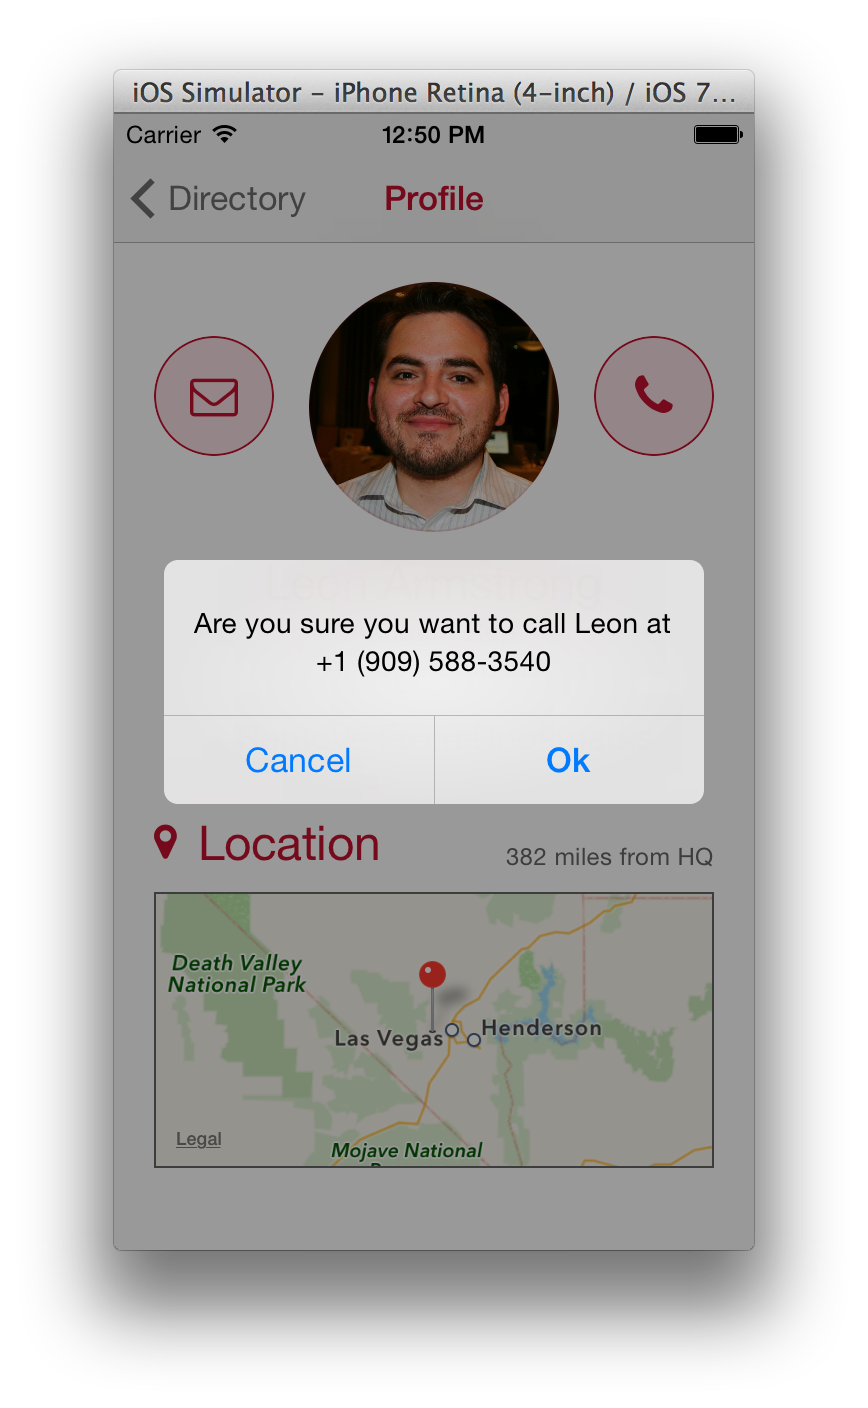 iOS Simulator – iPhone Retina (4-inch) / iOS 7...
Carrier 12:50 PM
Directory Profile
Leon Armstrong
Are you sure you want to call Leon at
+1 (909) 588-3540
Cancel Ok
Location
382 miles from HQ
Death Valley
National Park
Henderson
Las Vegas
Legal
Mojave National